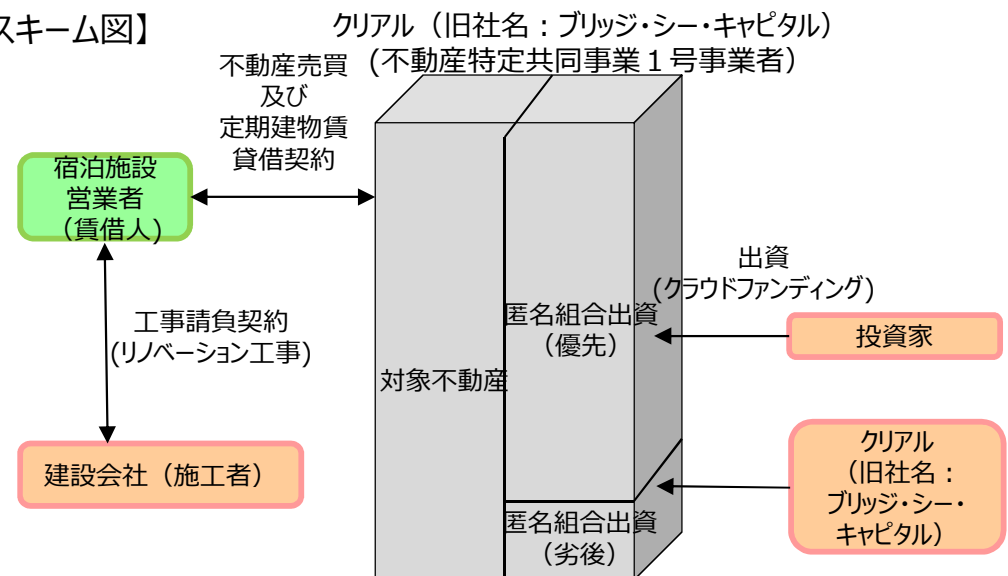 スキーム図】
クリアル（旧社名：ブリッジ・シー・キャピタル）
(不動産特定共同事業１号事業者）
不動産売買
及び
定期建物賃
貸借契約
宿泊施設
営業者
（賃借人)
工事請負契約
(リノベーション工事)
建設会社（施工者）
対象不動産
匿名組合出資
（優先）
匿名組合出資
（劣後）
出資
(クラウドファンディング)
投資家
クリアル
（旧社名：
ブリッジ・シー・
キャピタル）